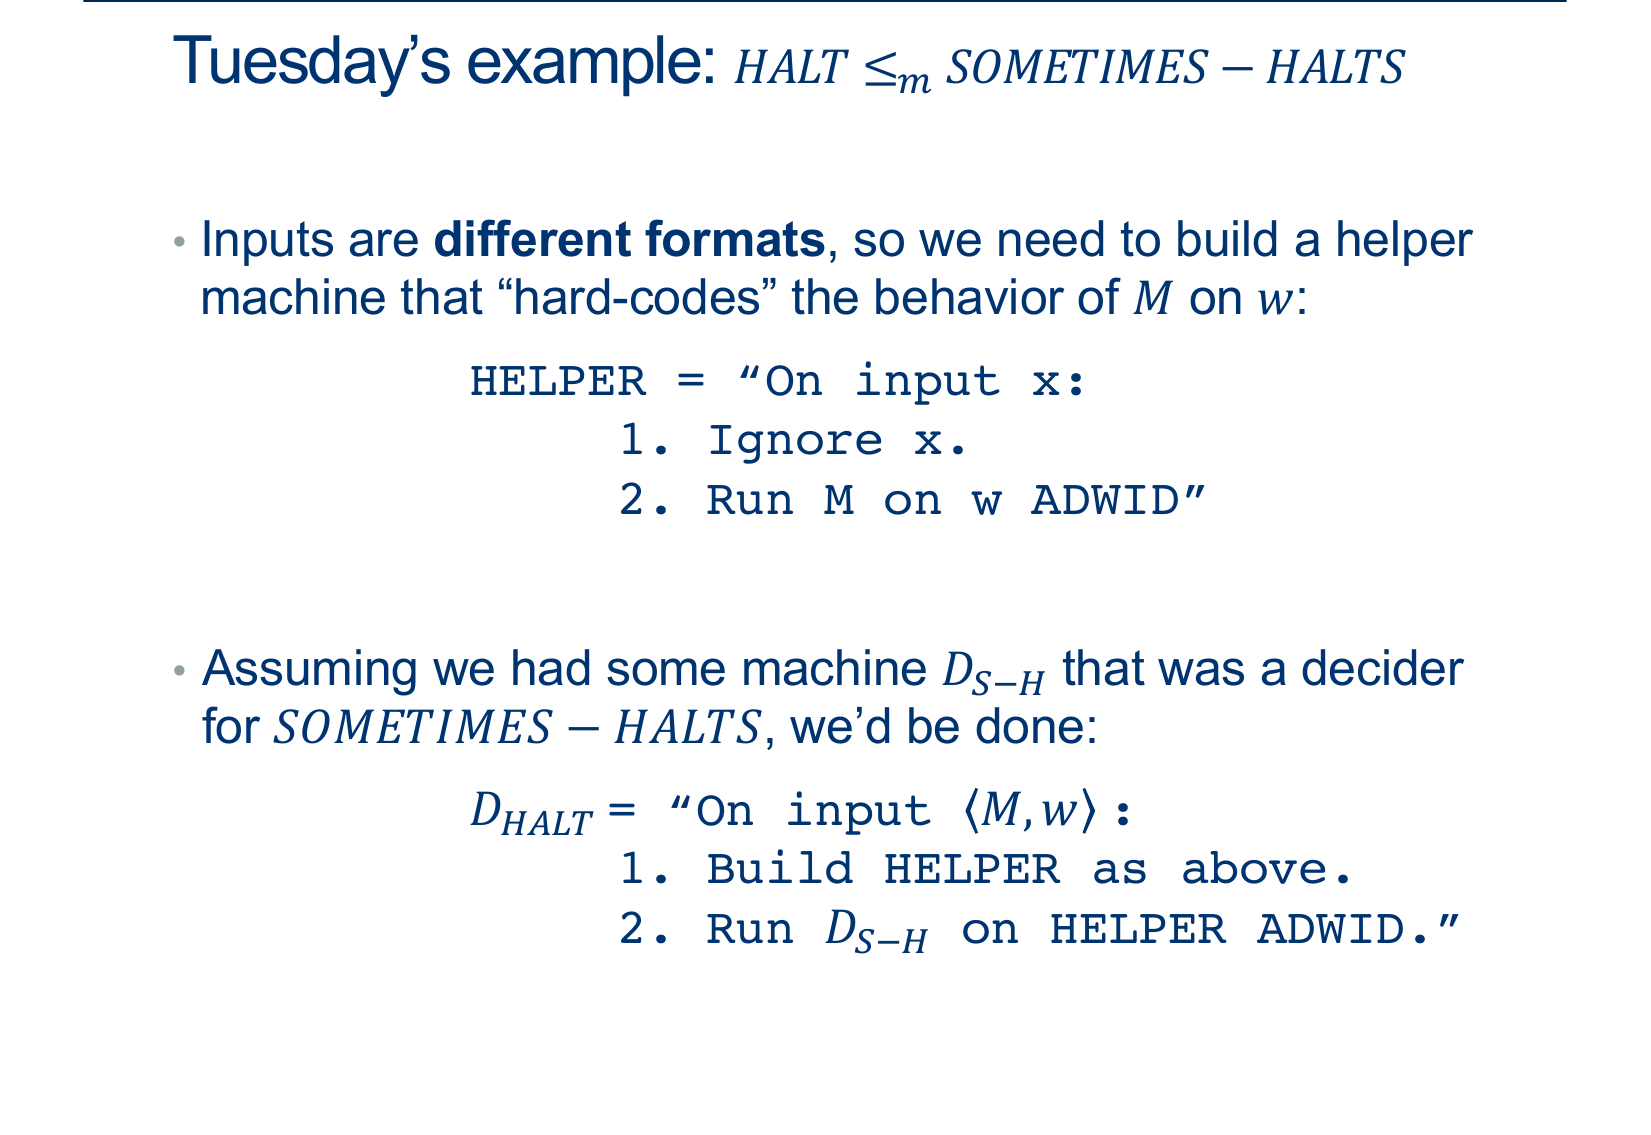 Tuesday’s example: HALT ≤m SOMETIMES − HALTS
• Inputs are different formats, so we need to build a helper
machine that “hard-codes” the behavior of M on w:
HELPER = “On input x:
1. Ignore x.
2. Run M on w ADWID”
• Assuming we had some machine D_{S−H} that was a decider
for SOMETIMES − HALTS, we’d be done:
D_{HALT} = “On input ⟨M, w⟩:
1. Build HELPER as above.
2. Run D_{S−H} on HELPER ADWID.”